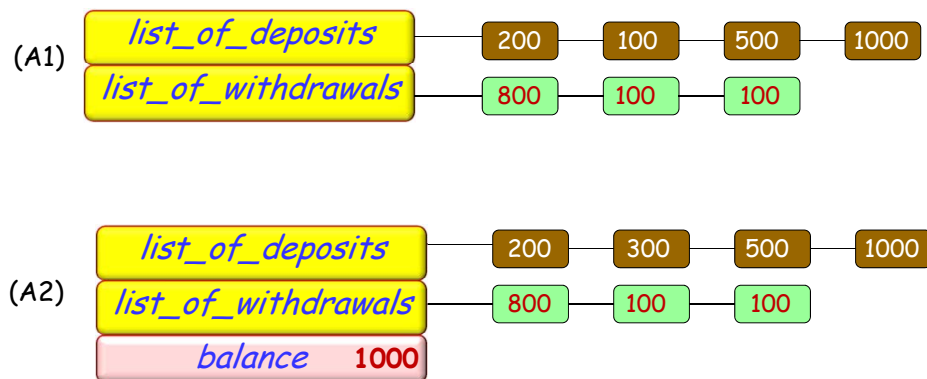 list_of_deposits 200 100 500 1000
(A1)
list_of_withdrawals 800 100 100
list_of_deposits 200 300 500 1000
(A2)
list_of_withdrawals 800 100 100
balance 1000